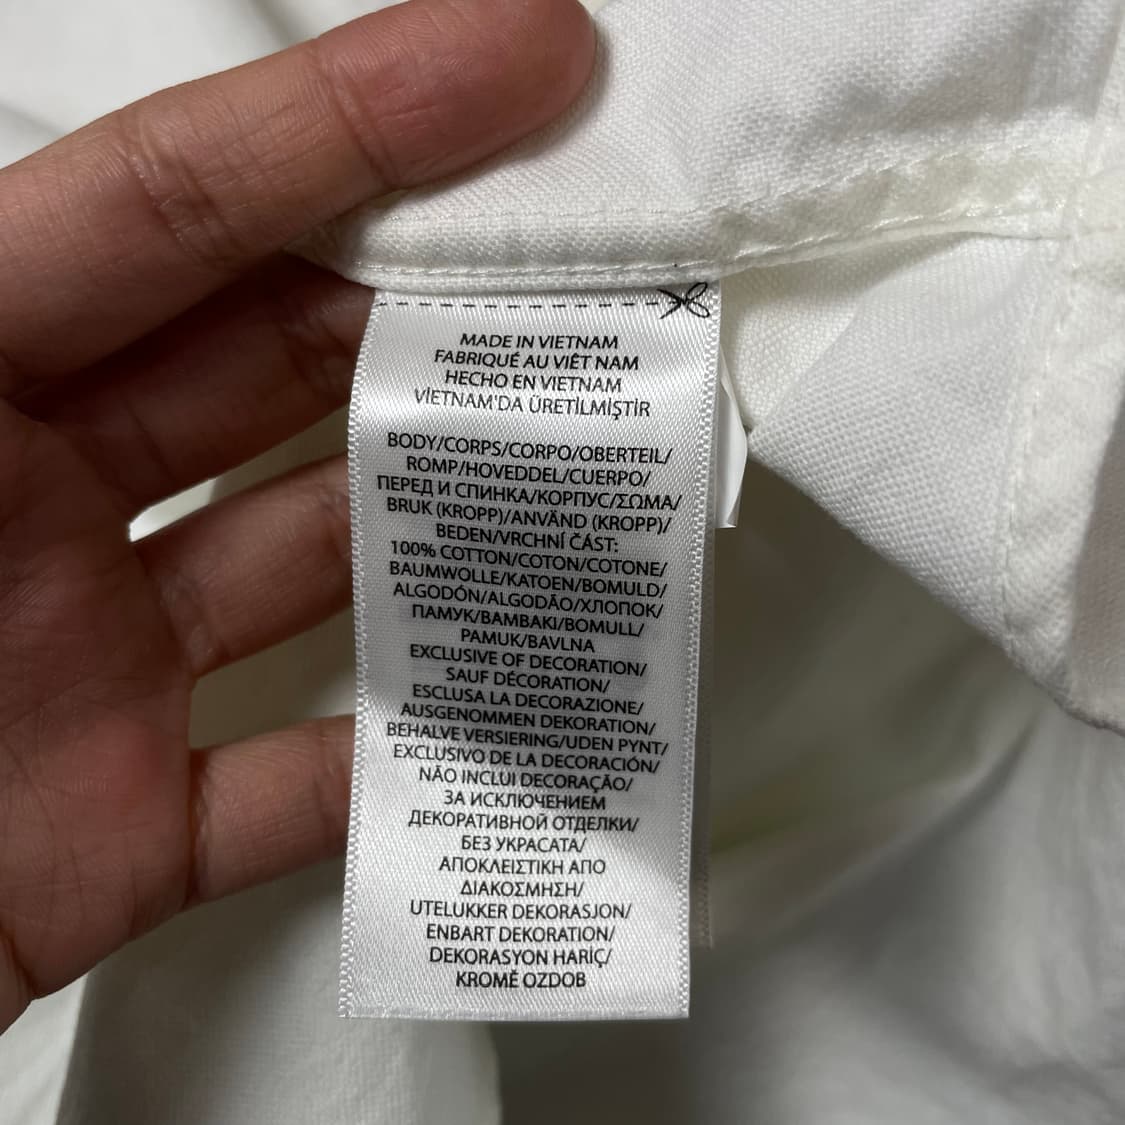 MADE IN VIETNAM
FABRIQUÉ AU VIÊT NAM
HECHO EN VIETNAM
VİETNAM'DA ÜRETİLMİŞTİR
BODY/CORPS/CORPO/OBERTEIL/
ROMP/HOVEDDEL/CUERPO/
ПЕРЕД И СПИНКА/КОРПУС/ΣΩΜΑ/
BRUK (KROPP)/ANVÄND (KROPP)/
BEDEN/VRCHNÍ ČÁST:
100% COTTON/COTON/COTONE/
BAUMWOLLE/KATOEN/BOMULD/
ALGODÓN/ALGODÃO/ХЛОПОК/
ПАМУК/BAMBAKI/BOMULL/
PAMUK/BAVLNA
EXCLUSIVE OF DECORATION/
SAUF DÉCORATION/
ESCLUSA LA DECORAZIONE/
AUSGENOMMEN DEKORATION/
BEHALVE VERSIERING/UDEN PYNT/
EXCLUSIVO DE LA DECORACIÓN/
NÃO INCLUI DECORAÇÃO/
ЗА ИСКЛЮЧЕНИЕМ
ДЕКОРАТИВНОЙ ОТДЕЛКИ/
БЕЗ УКРАСАТА/
ΑΠΟΚΛΕΙΣΤΙΚΗ ΑΠΟ
ΔΙΑΚΟΣΜΗΣΗ/
UTELUKKER DEKORASJON/
ENBART DEKORATION/
DEKORASYON HARİÇ/
KROMĚ OZDOB